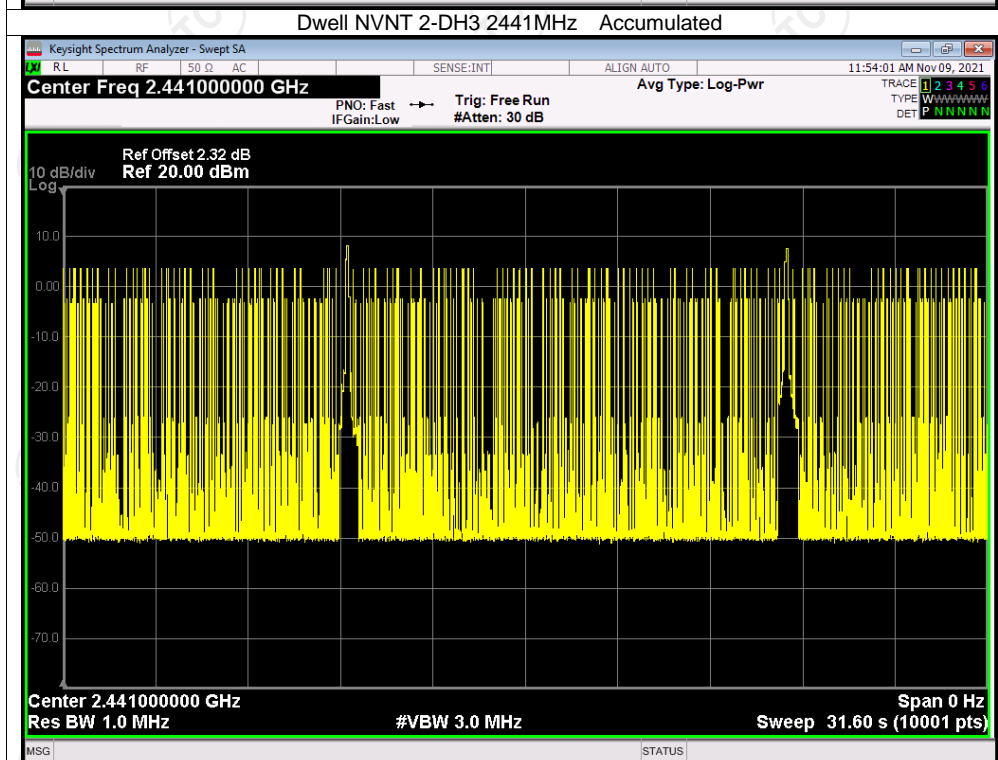 Dwell NVNT 2-DH3 2441MHz Accumulated
Keysight Spectrum Analyzer - Swept SA
LXI RL RF 50 Ω AC SENSE:INT ALIGN AUTO 11:54:01 AM Nov 09, 2021
Center Freq 2.441000000 GHz Avg Type: Log-Pwr TRACE 1 2 3 4 5 6
PNO: Fast Trig: Free Run TYPE WWWWWWW
IFGain:Low #Atten: 30 dB DET P N N N N N
Ref Offset 2.32 dB
10 dB/div Ref 20.00 dBm
Log
10.0
0.00
-10.0
-20.0
-30.0
-40.0
-50.0
-60.0
-70.0
Center 2.441000000 GHz Span 0 Hz
Res BW 1.0 MHz #VBW 3.0 MHz Sweep 31.60 s (10001 pts)
MSG STATUS